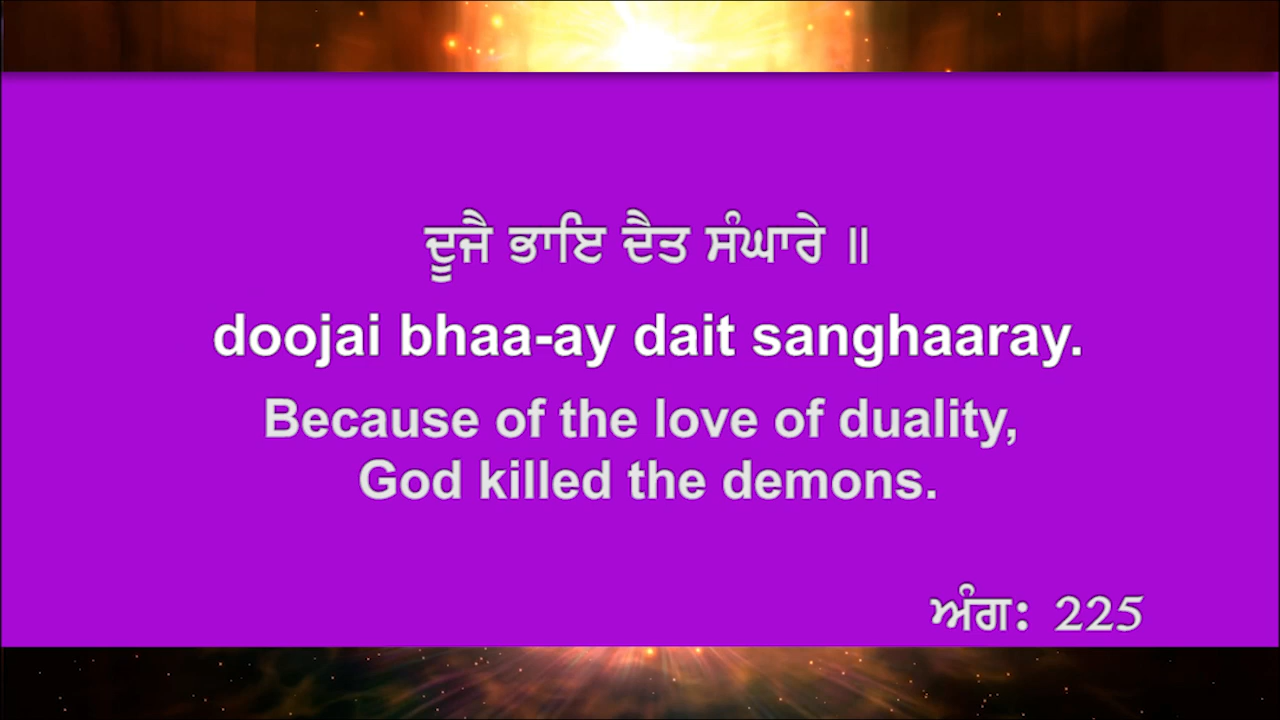 ਦੂਜੈ ਭਾਇ ਦੈਤ ਸੰਘਾਰੇ ॥
doojai bhaa-ay dait sanghaaray.
Because of the love of duality,
God killed the demons.
ਅੰਗ: 225